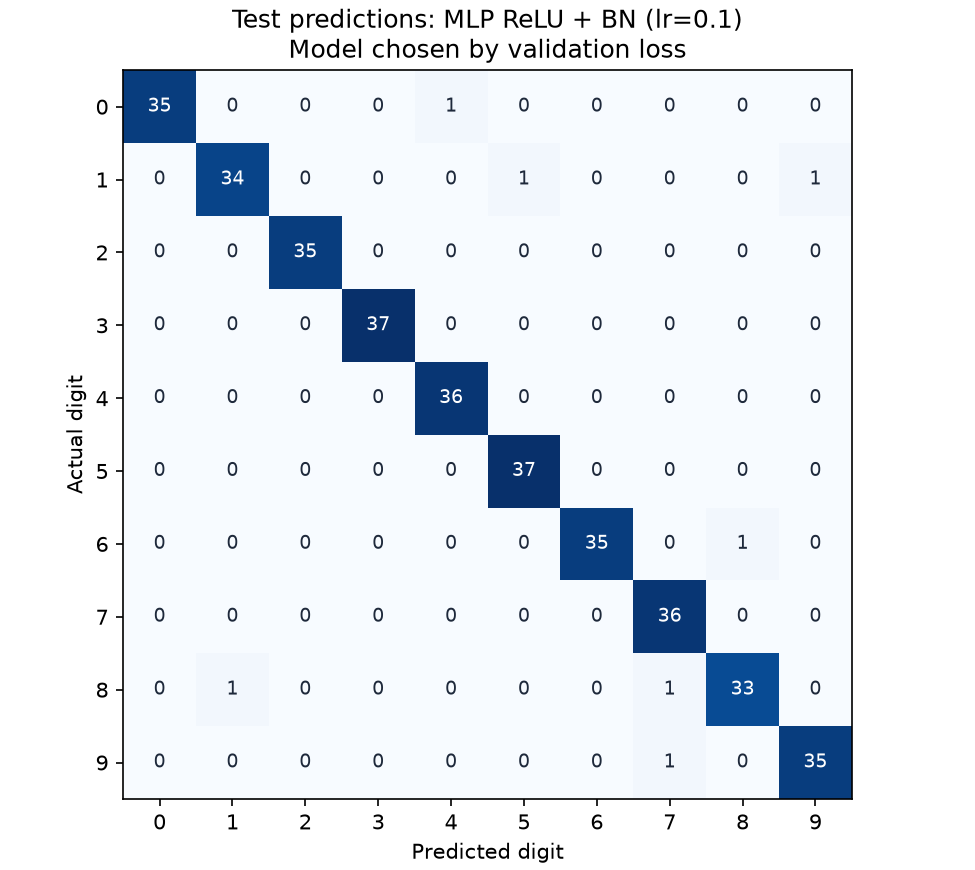 Test predictions: MLP ReLU + BN (lr=0.1)
Model chosen by validation loss
0 35 0 0 0 1 0 0 0 0 0
1 0 34 0 0 0 1 0 0 0 1
2 0 0 35 0 0 0 0 0 0 0
3 0 0 0 37 0 0 0 0 0 0
4 0 0 0 0 36 0 0 0 0 0
5 0 0 0 0 0 37 0 0 0 0
6 0 0 0 0 0 0 35 0 1 0
7 0 0 0 0 0 0 0 36 0 0
8 0 1 0 0 0 0 0 1 33 0
9 0 0 0 0 0 0 0 1 0 35
Actual digit
0 1 2 3 4 5 6 7 8 9
Predicted digit